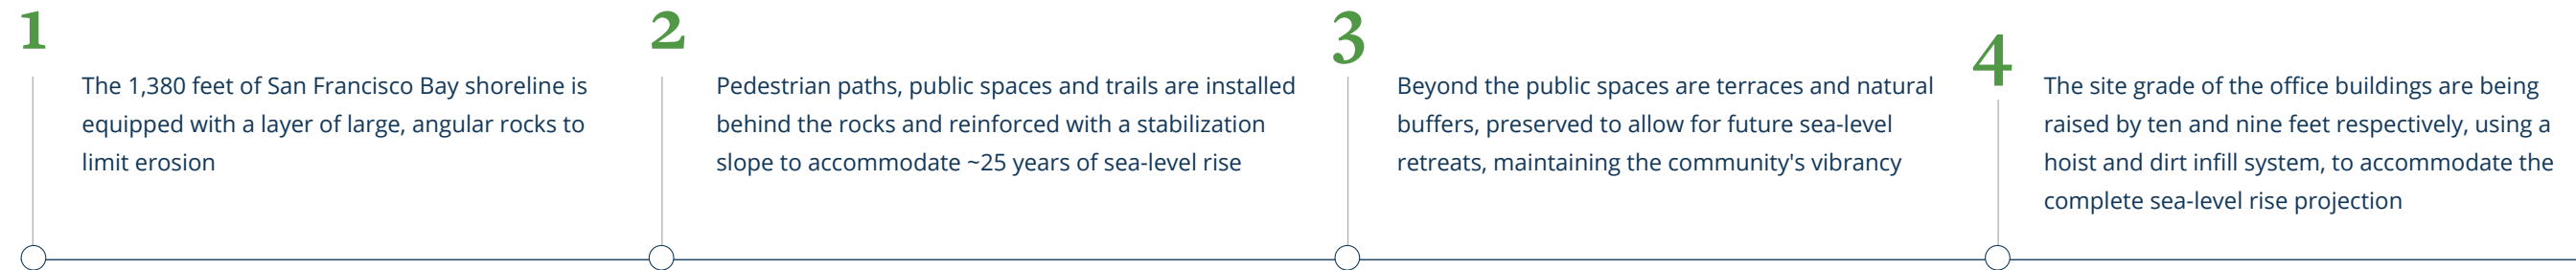 1
The 1,380 feet of San Francisco Bay shoreline is
equipped with a layer of large, angular rocks to
limit erosion
2
Pedestrian paths, public spaces and trails are installed
behind the rocks and reinforced with a stabilization
slope to accommodate ~25 years of sea-level rise
3
Beyond the public spaces are terraces and natural
buffers, preserved to allow for future sea-level
retreats, maintaining the community's vibrancy
4
The site grade of the office buildings are being
raised by ten and nine feet respectively, using a
hoist and dirt infill system, to accommodate the
complete sea-level rise projection